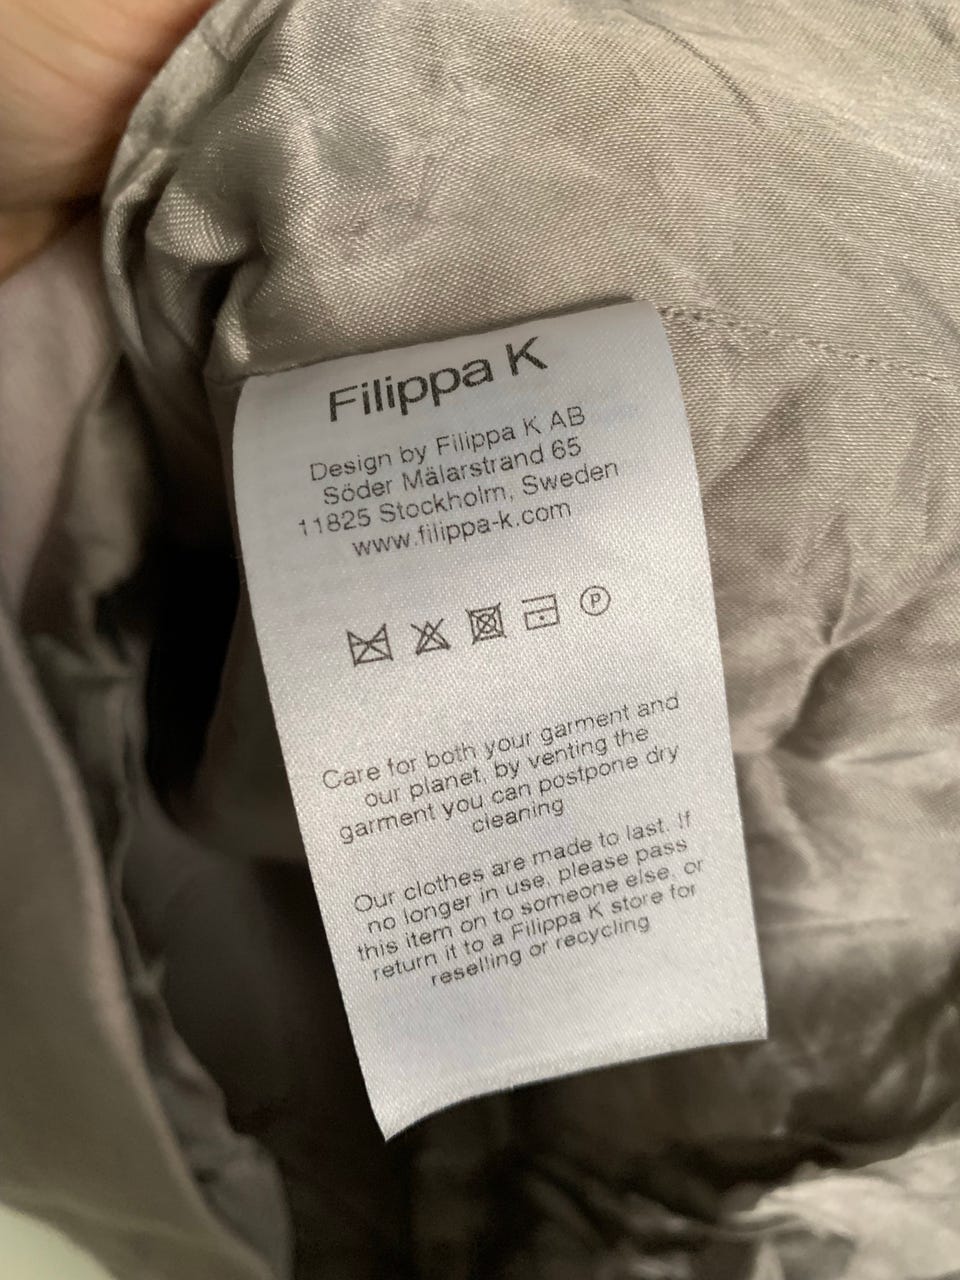 Filippa K
Design by Filippa K AB
Söder Mälarstrand 65
11825 Stockholm, Sweden
www.filippa-k.com
P
Care for both your garment and
our planet, by venting the
garment you can postpone dry
cleaning
Our clothes are made to last. If
no longer in use, please pass
this item on to someone else, or
return it to a Filippa K store for
reselling or recycling